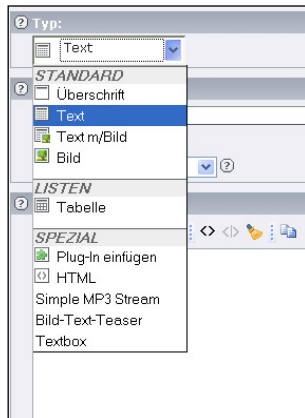 Typ:
Text
STANDARD
Überschrift
Text
Text m/Bild
Bild
LISTEN
Tabelle
SPEZIAL
Plug-In einfügen
HTML
Simple MP3 Stream
Bild-Text-Teaser
Textbox